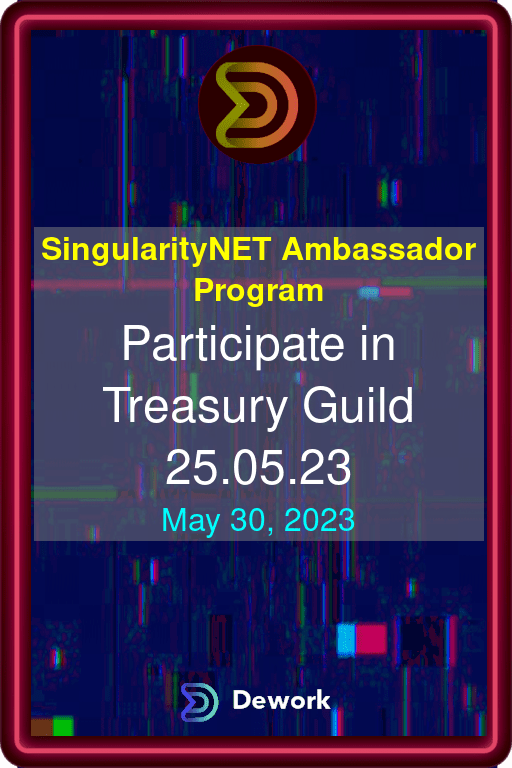 SingularityNET Ambassador
Program
Participate in
Treasury Guild
25.05.23
May 30, 2023
Dework